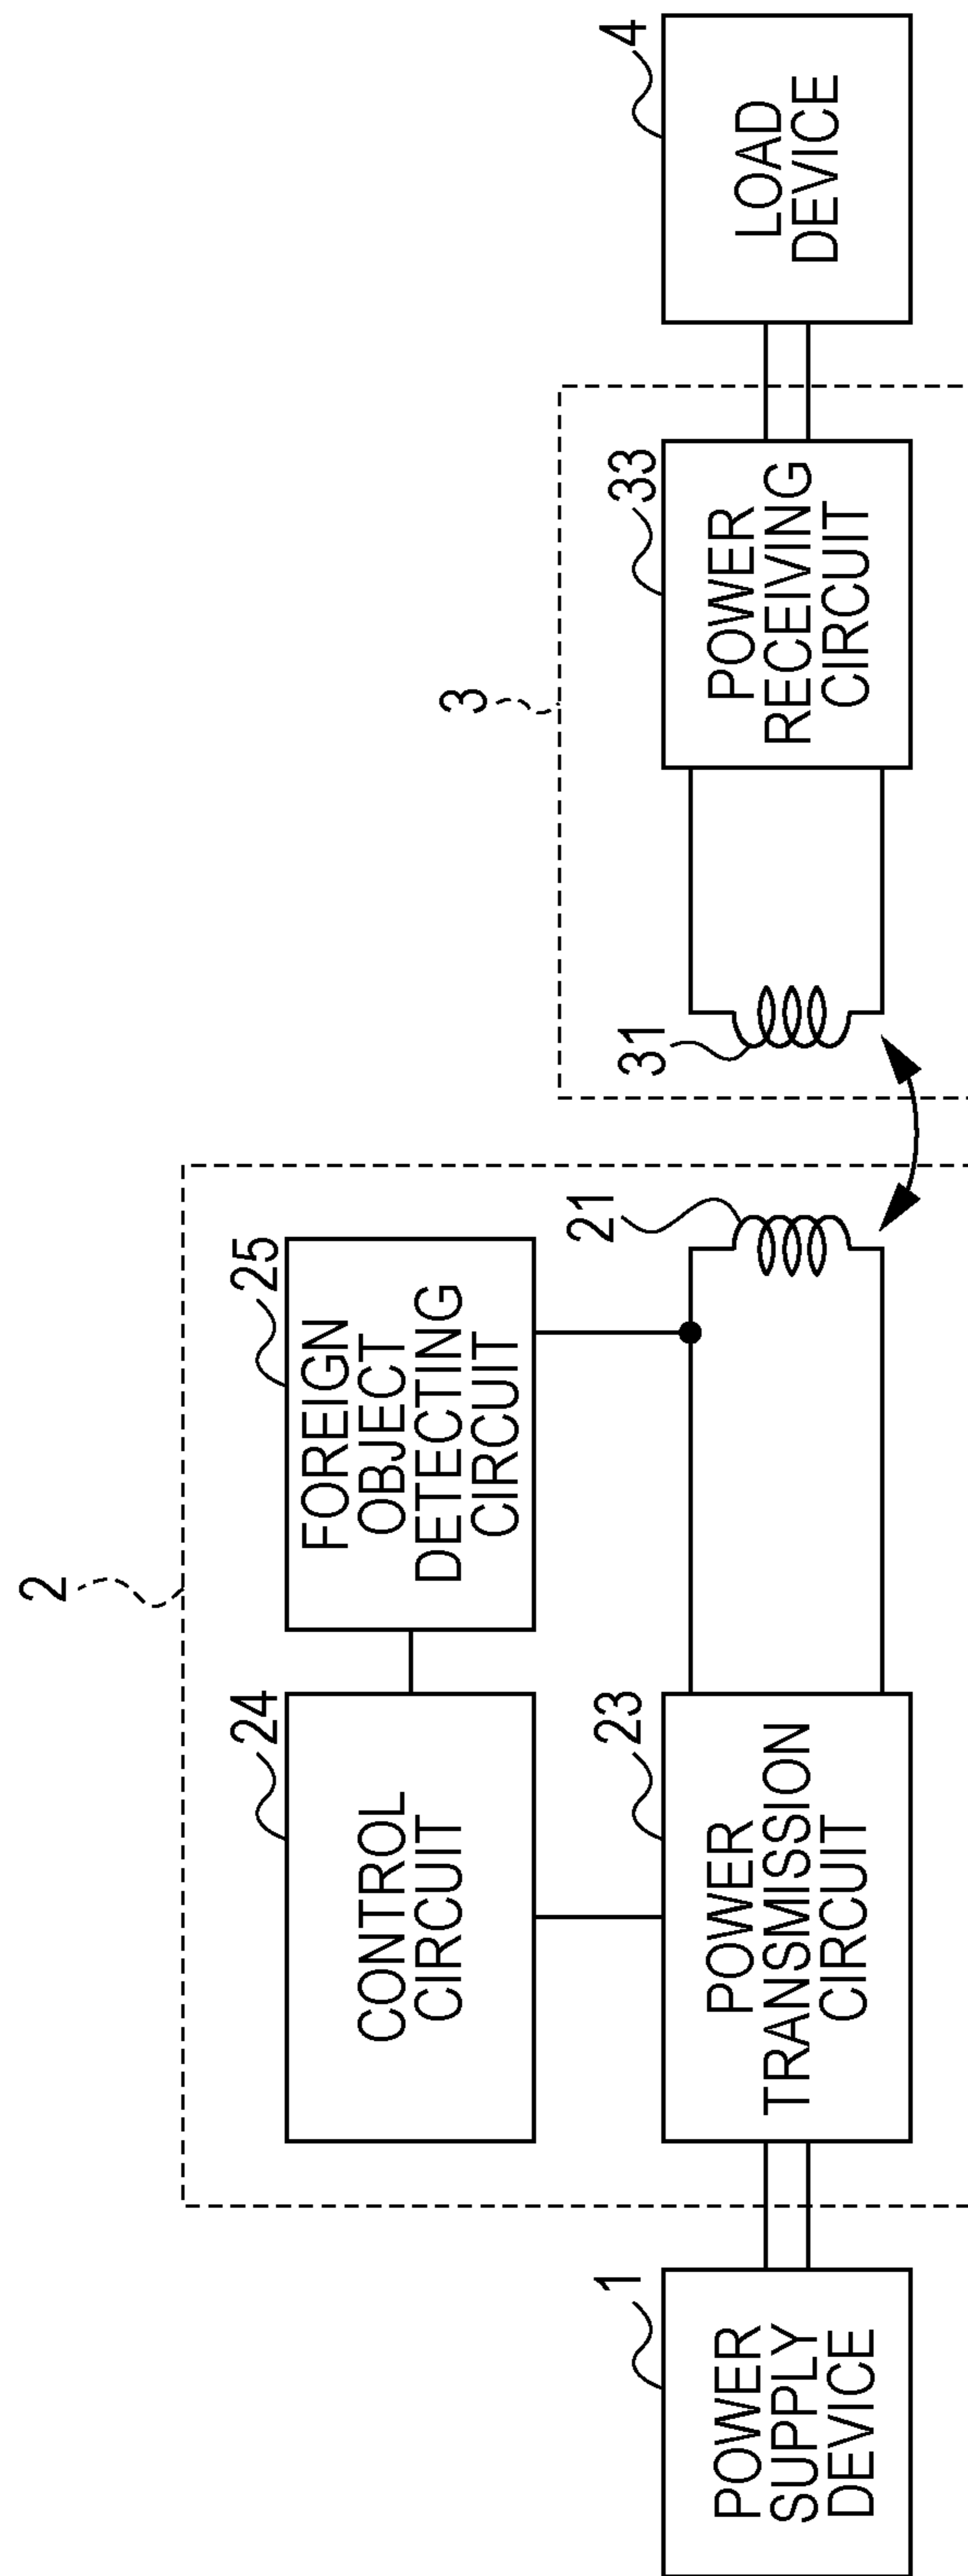 2
24
CONTROL
CIRCUIT
25
FOREIGN
OBJECT
DETECTING
CIRCUIT
3
1
POWER
SUPPLY
DEVICE
23
POWER
TRANSMISSION
CIRCUIT
21
31
33
POWER
RECEIVING
CIRCUIT
4
LOAD
DEVICE